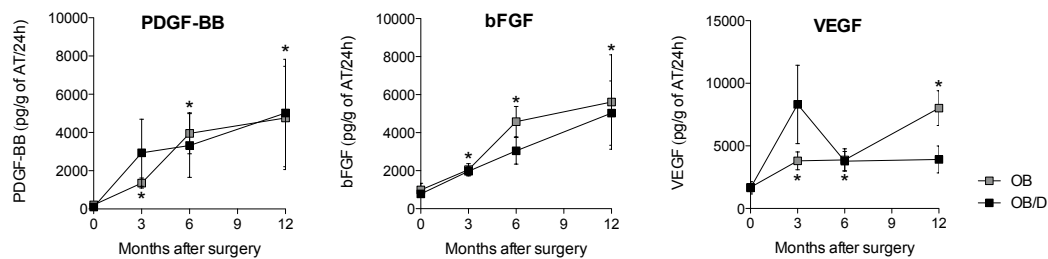 PDGF-BB
PDGF-BB (pg/g of AT/24h)
10000
8000
6000
4000
2000
0
*
*
*
0 3 6 9 12
Months after surgery
bFGF
bFGF (pg/g of AT/24h)
10000
8000
6000
4000
2000
0
*
*
*
0 3 6 9 12
Months after surgery
VEGF
VEGF (pg/g of AT/24h)
15000
10000
5000
0
*
*
*
0 3 6 9 12
Months after surgery
OB
OB/D